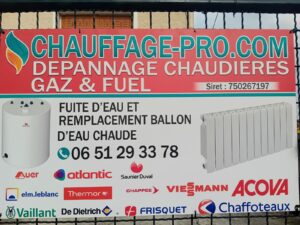 CHAUFFAGE-PRO.COM
DEPANNAGE CHAUDIERES
GAZ & FUEL
Siret : 750267197
FUITE D'EAU ET
REMPLACEMENT BALLON
D'EAU CHAUDE
06 51 29 33 78
Auer atlantic Saunier Duval
elm.leblanc Thermor CHAPPEE VIESMANN ACOVA
Vaillant De Dietrich FRISQUET Chaffoteaux